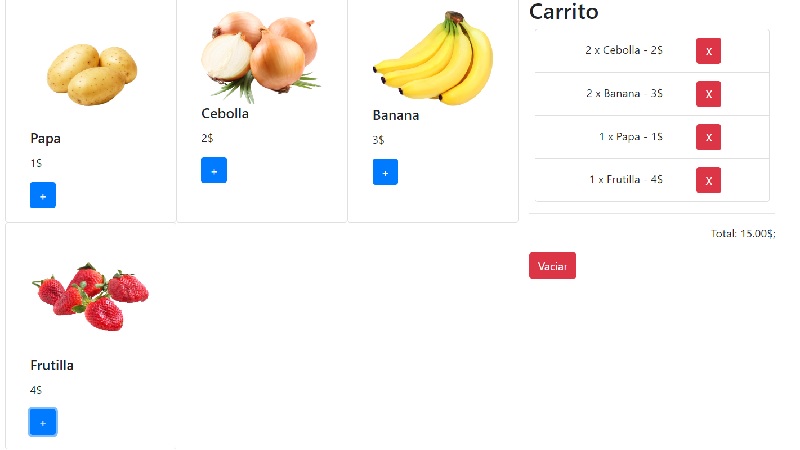 Papa
1$
+
Cebolla
2$
+
Banana
3$
+
Frutilla
4$
+
Carrito
2 x Cebolla - 2$
X
2 x Banana - 3$
X
1 x Papa - 1$
X
1 x Frutilla - 4$
X
Total: 15.00$;
Vaciar